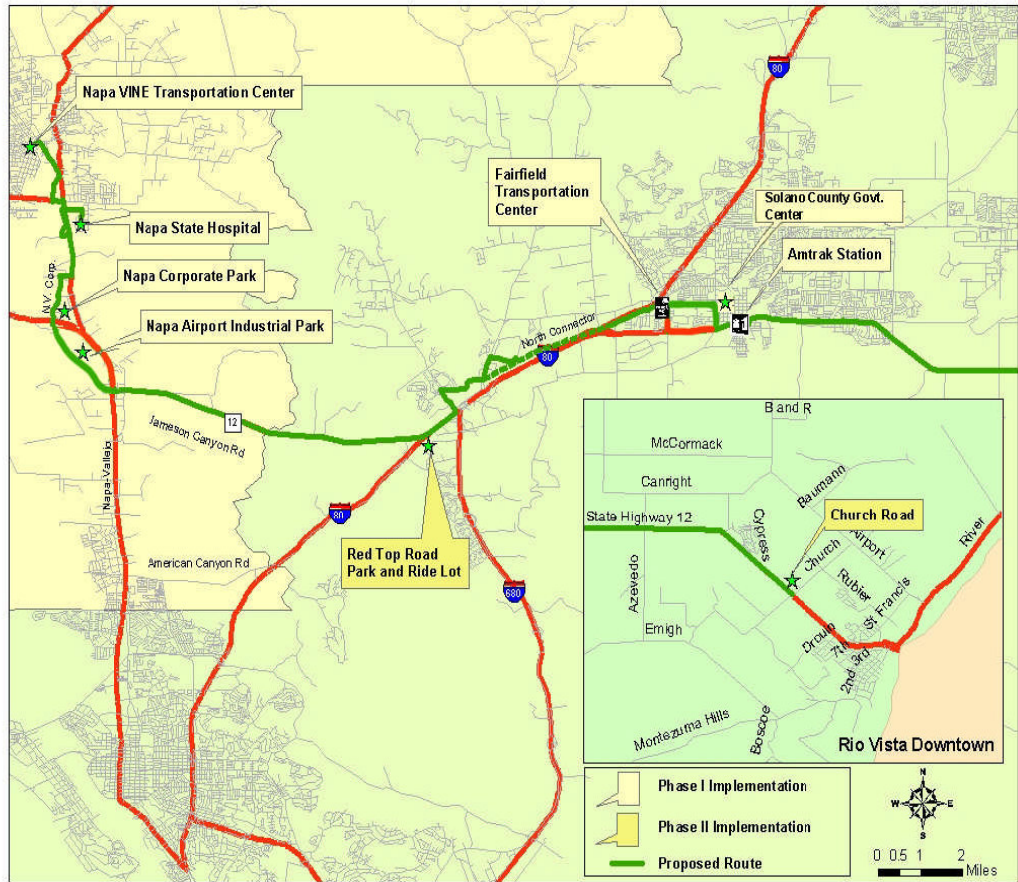 80
Napa VINE Transportation Center
Fairfield
Transportation
Center
Solano County Govt.
Center
Napa State Hospital
Amtrak Station
Napa Corporate Park
N.V. Corp.
Napa Airport Industrial Park
North Connector
80
12
Jameson Canyon Rd
Napa-Vallejo
80
Red Top Road
Park and Ride Lot
American Canyon Rd
680
B and R
McCormack
Canright
Baumann
State Highway 12
Cypress
Church Road
Church
Airport
River
Azevedo
Rubier
St Francis
Emigh
Drouin
7th
2nd 3rd
Montezuma Hills
Boscoe
Rio Vista Downtown
Phase I Implementation
Phase II Implementation
Proposed Route
N
W E
S
0 0.5 1 2
Miles